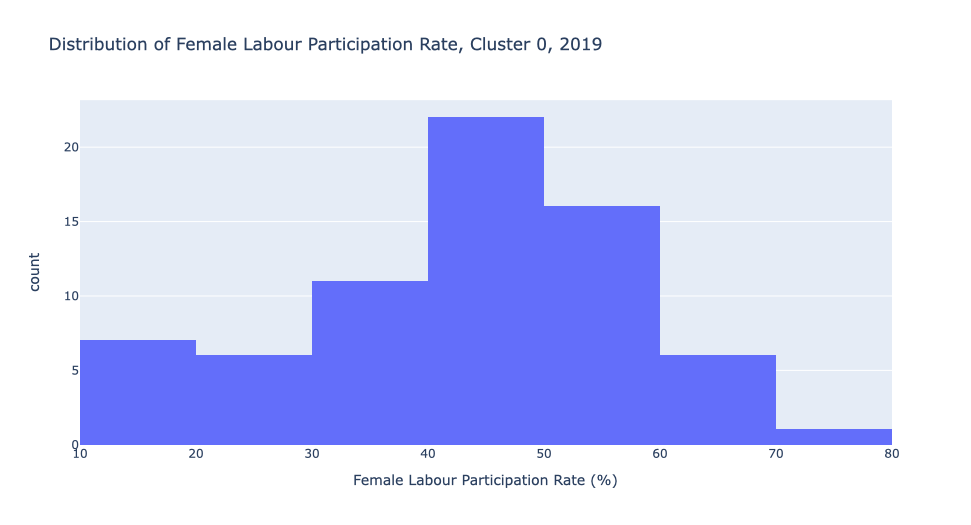 Distribution of Female Labour Participation Rate, Cluster 0, 2019
20
15
10
5
0
count
10 20 30 40 50 60 70 80
Female Labour Participation Rate (%)